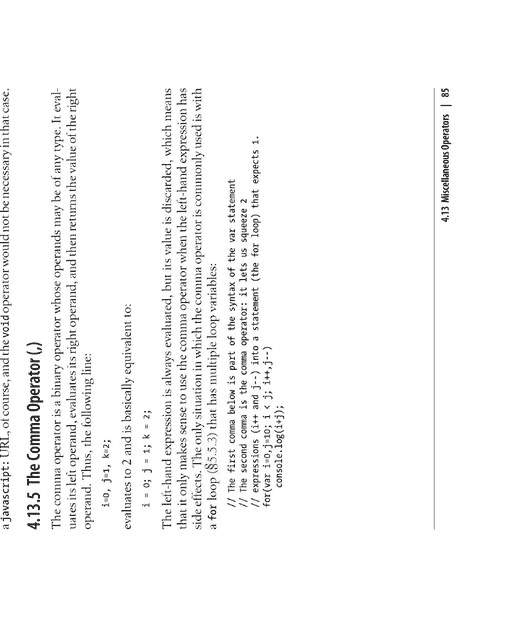 a javascript: URL, of course, and the void operator would not be necessary in that case.
4.13.5 The Comma Operator (,)
The comma operator is a binary operator whose operands may be of any type. It eval-
uates its left operand, evaluates its right operand, and then returns the value of the right
operand. Thus, the following line:
i=0, j=1, k=2;
evaluates to 2 and is basically equivalent to:
i = 0; j = 1; k = 2;
The left-hand expression is always evaluated, but its value is discarded, which means
that it only makes sense to use the comma operator when the left-hand expression has
side effects. The only situation in which the comma operator is commonly used is with
a for loop (§5.5.3) that has multiple loop variables:
// The first comma below is part of the syntax of the var statement
// The second comma is the comma operator: it lets us squeeze 2
// expressions (i++ and j--) into a statement (the for loop) that expects 1.
for(var i=0,j=10; i < j; i++,j--)
console.log(i+j);
4.13 Miscellaneous Operators | 85